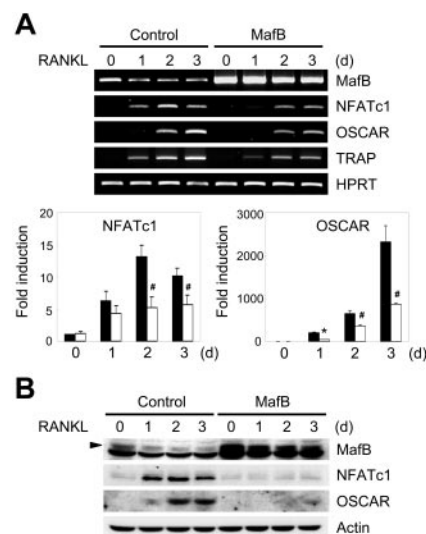 A
Control MafB
RANKL 0 1 2 3 0 1 2 3 (d)
MafB
NFATc1
OSCAR
TRAP
HPRT
NFATc1
Fold induction
20
15
10
5
0
#
#
0 1 2 3 (d)
OSCAR
Fold induction
3000
2000
1000
0
*
#
#
0 1 2 3 (d)
B
Control MafB
RANKL 0 1 2 3 0 1 2 3 (d)
MafB
NFATc1
OSCAR
Actin